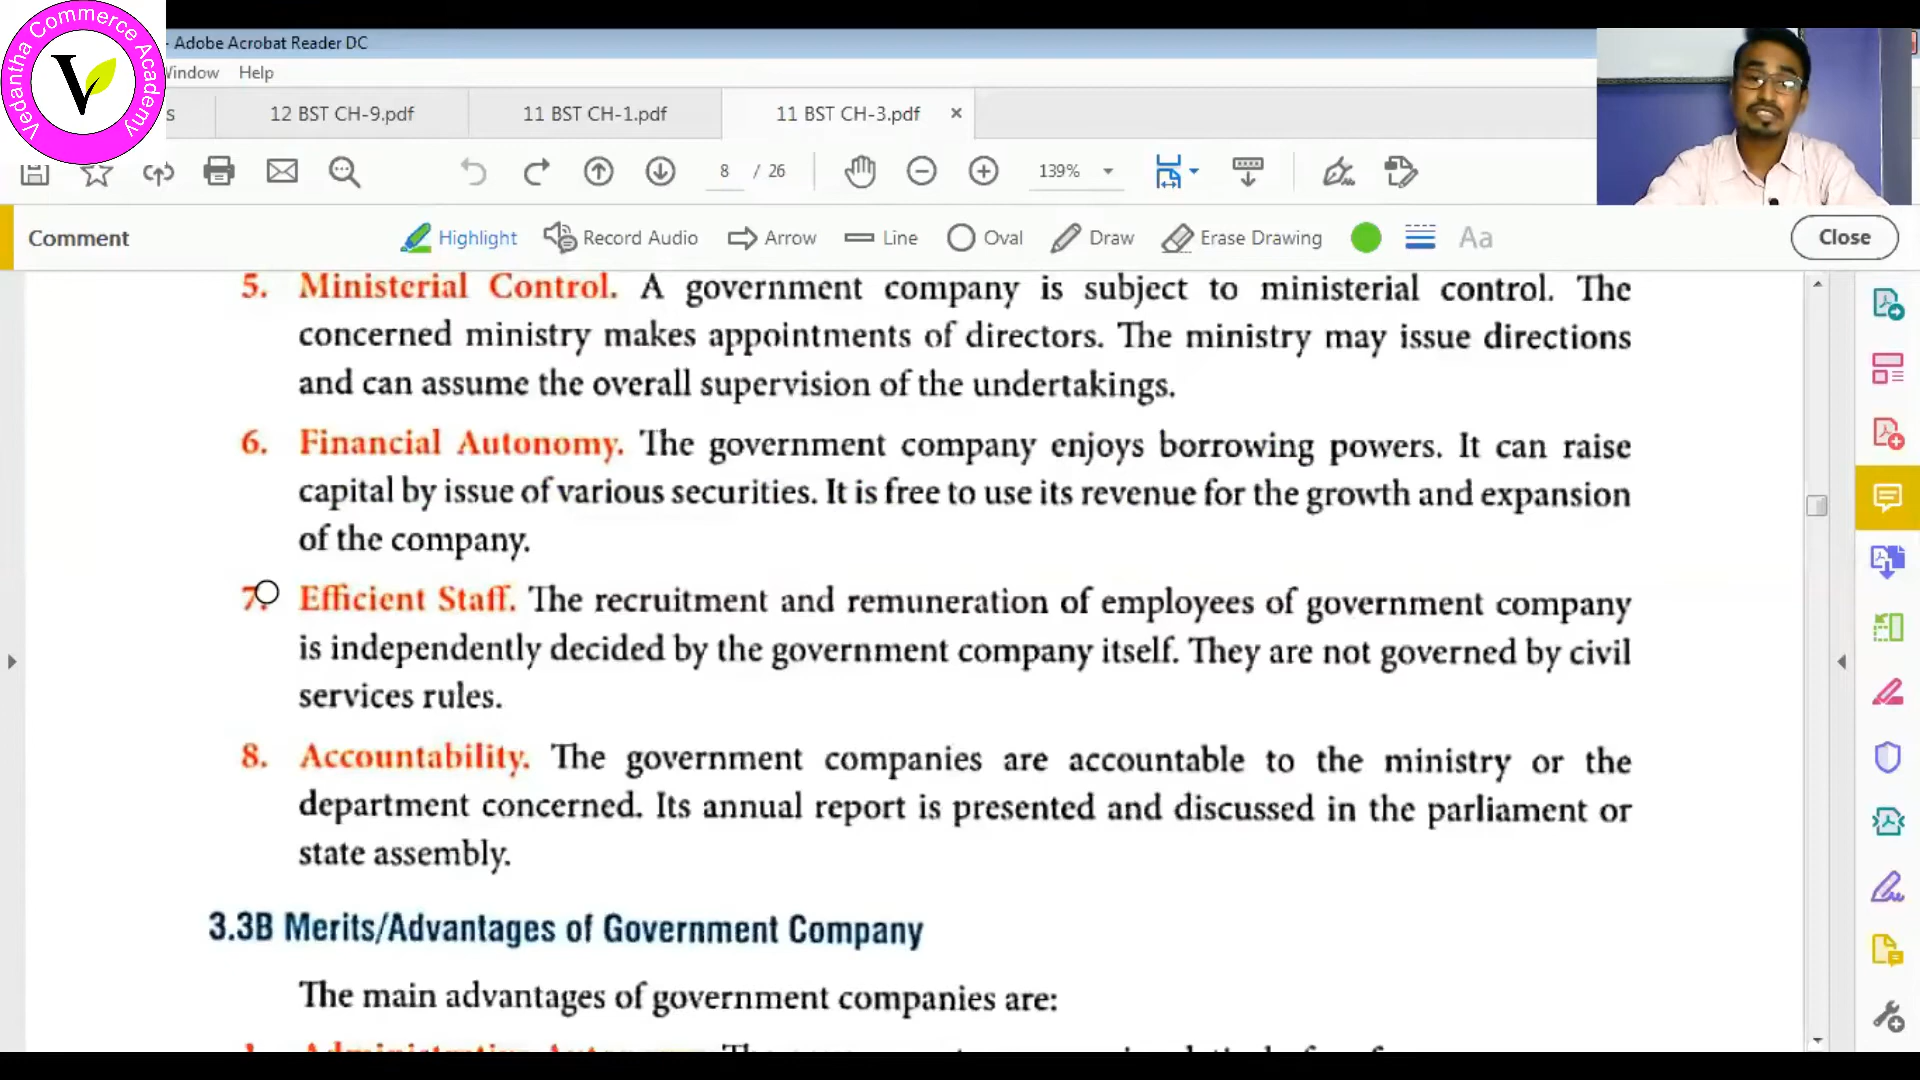 Vedantha Commerce Academy
V
- Adobe Acrobat Reader DC
Window Help
s 12 BST CH-9.pdf 11 BST CH-1.pdf 11 BST CH-3.pdf ×
8 / 26 139%
Comment Highlight Record Audio Arrow Line Oval Draw Erase Drawing Aa Close
5. Ministerial Control. A government company is subject to ministerial control. The
concerned ministry makes appointments of directors. The ministry may issue directions
and can assume the overall supervision of the undertakings.
6. Financial Autonomy. The government company enjoys borrowing powers. It can raise
capital by issue of various securities. It is free to use its revenue for the growth and expansion
of the company.
7. Efficient Staff. The recruitment and remuneration of employees of government company
is independently decided by the government company itself. They are not governed by civil
services rules.
8. Accountability. The government companies are accountable to the ministry or the
department concerned. Its annual report is presented and discussed in the parliament or
state assembly.
3.3B Merits/Advantages of Government Company
The main advantages of government companies are: